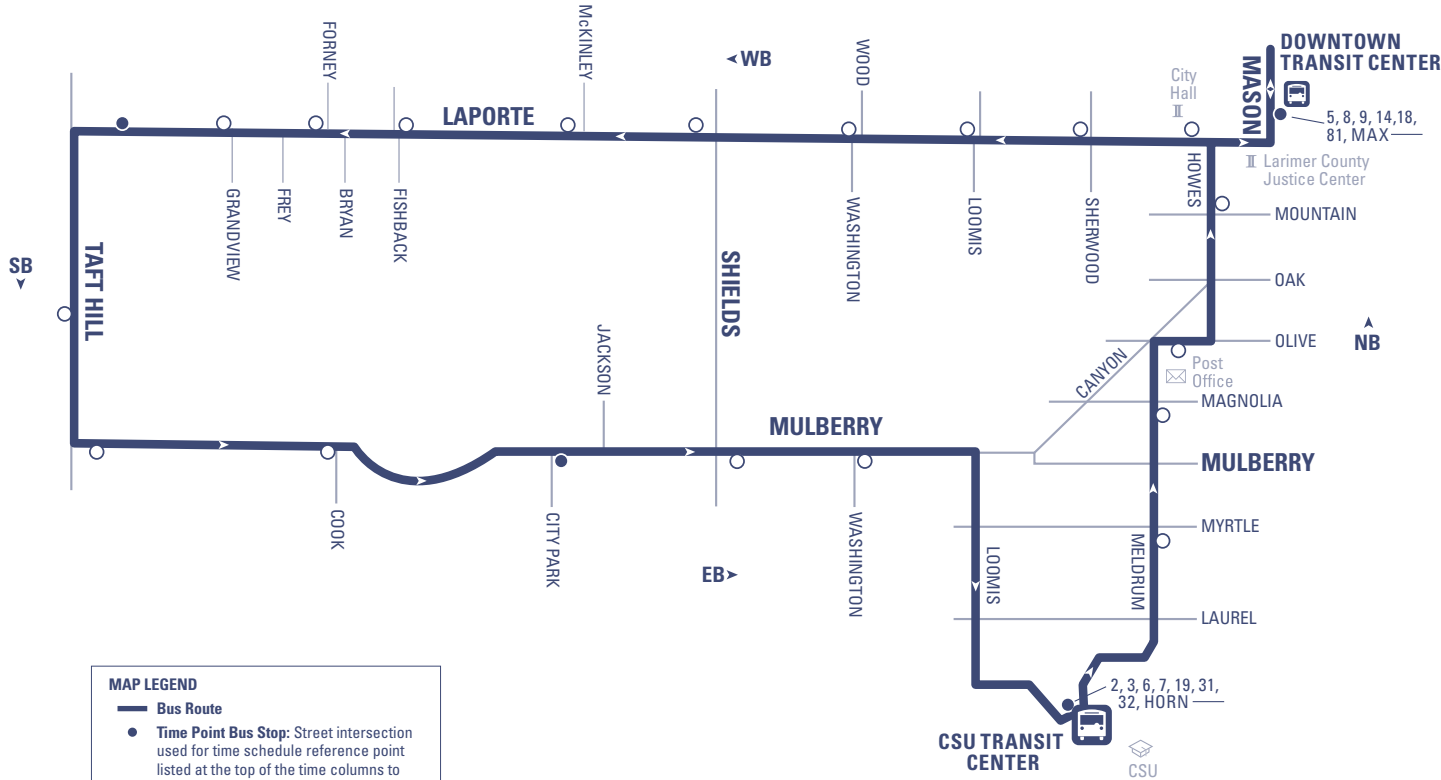 FORNEY
McKINLEY
WB
WOOD
City
Hall
MASON
DOWNTOWN
TRANSIT CENTER
5, 8, 9, 14,18,
81, MAX
LAPORTE
Larimer County
Justice Center
HOWES
GRANDVIEW
FREY
BRYAN
FISHBACK
WASHINGTON
LOOMIS
SHERWOOD
MOUNTAIN
SB
TAFT HILL
SHIELDS
OAK
OLIVE
NB
JACKSON
CANYON
Post
Office
MAGNOLIA
MULBERRY
MULBERRY
COOK
CITY PARK
WASHINGTON
MYRTLE
EB
LOOMIS
MELDRUM
LAUREL
2, 3, 6, 7, 19, 31,
32, HORN
CSU TRANSIT
CENTER
CSU
MAP LEGEND
Bus Route
Time Point Bus Stop: Street intersection
used for time schedule reference point
listed at the top of the time columns to